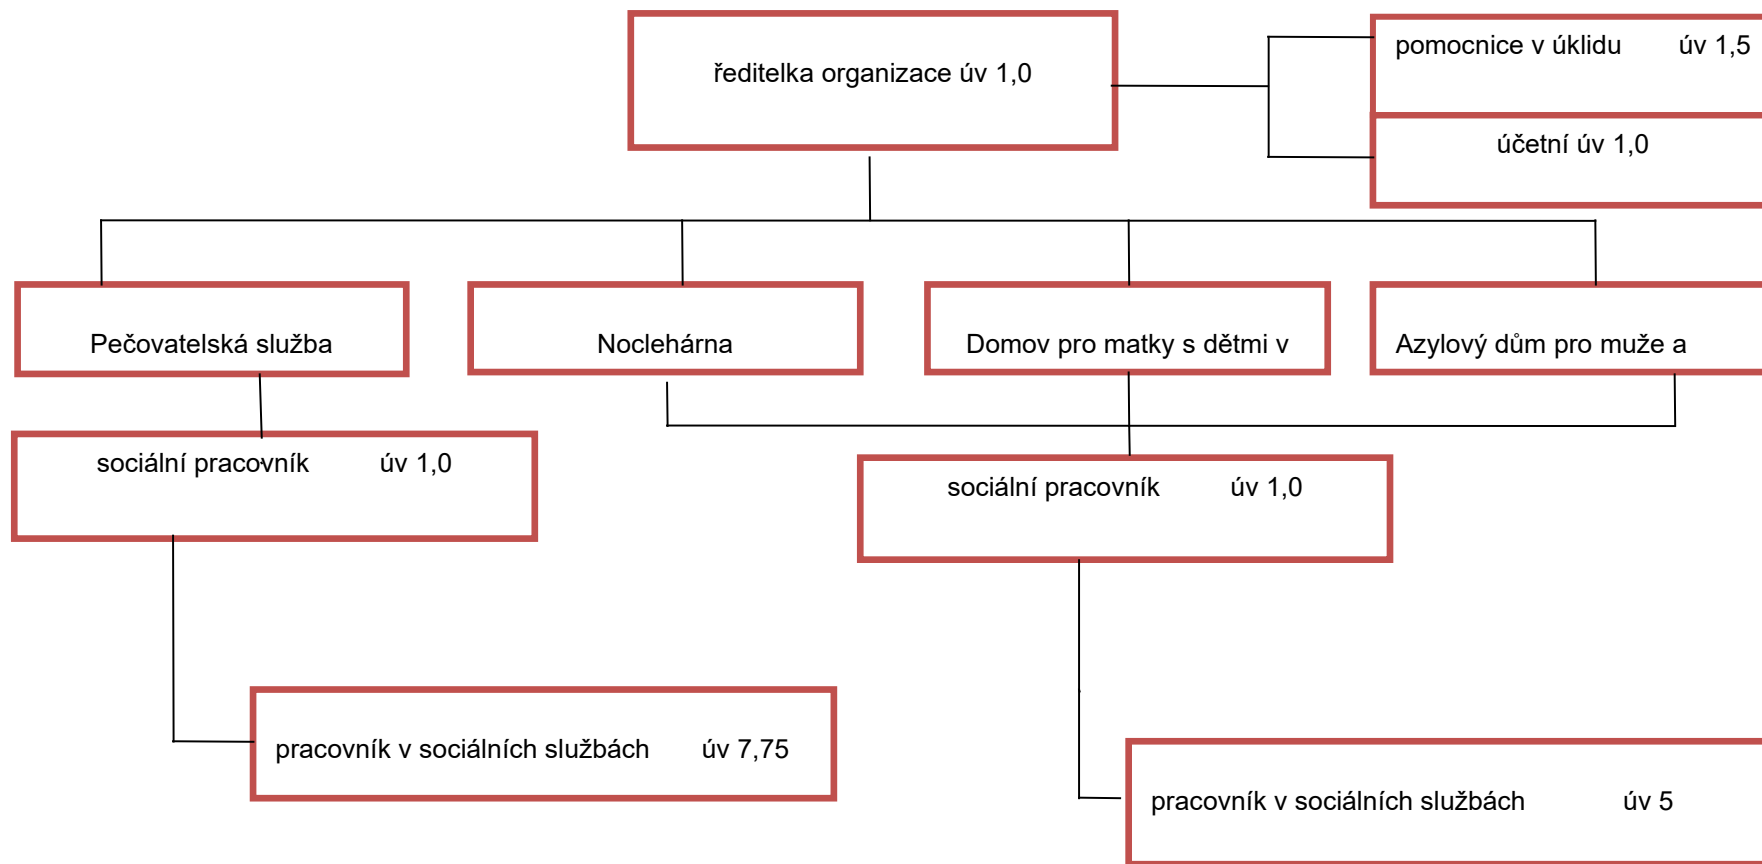 ředitelka organizace úv 1,0
pomocnice v úklidu úv 1,5
účetní úv 1,0
Pečovatelská služba
Noclehárna
Domov pro matky s dětmi v
Azylový dům pro muže a
sociální pracovník úv 1,0
sociální pracovník úv 1,0
pracovník v sociálních službách úv 7,75
pracovník v sociálních službách úv 5